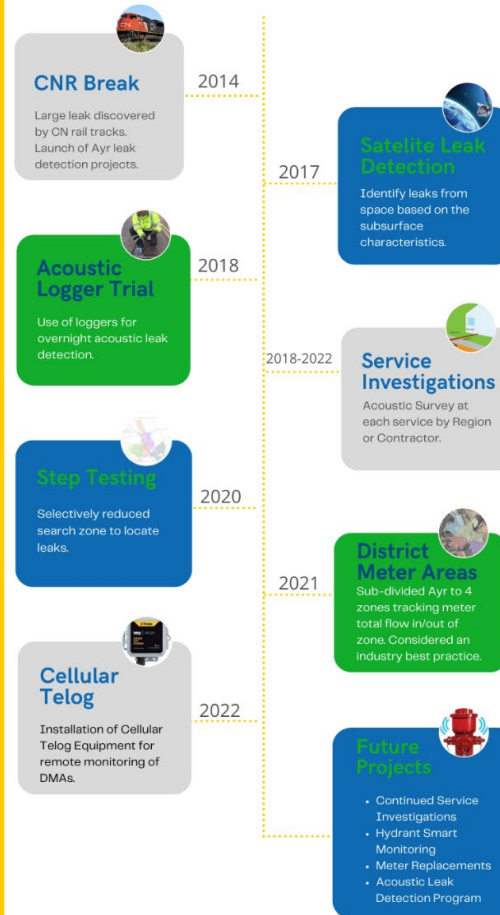 CNR Break
2014
Large leak discovered
by CN rail tracks.
Launch of Ayr leak
detection projects.
2017
Satelite Leak
Detection
Identify leaks from
space based on the
subsurface
characteristics.
Acoustic
Logger Trial
2018
Use of loggers for
overnight acoustic leak
detection.
2018-2022
Service
Investigations
Acoustic Survey at
each service by Region
or Contractor.
Step Testing
2020
Selectively reduced
search zone to locate
leaks.
2021
District
Meter Areas
Sub-divided Ayr to 4
zones tracking meter
total flow in/out of
zone. Considered an
industry best practice.
Cellular
Telog
2022
Installation of Cellular
Telog Equipment for
remote monitoring of
DMAs.
Future
Projects
• Continued Service
Investigations
• Hydrant Smart
Monitoring
• Meter Replacements
• Acoustic Leak
Detection Program